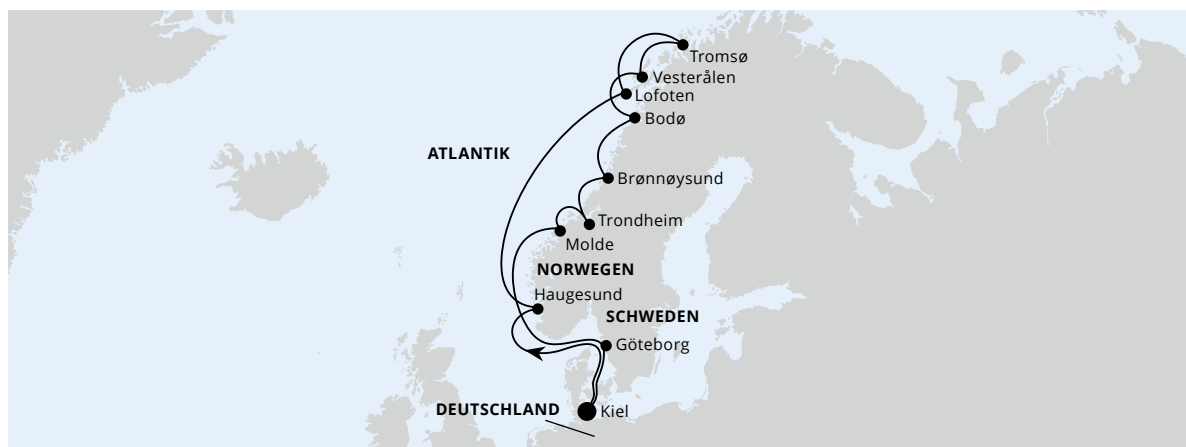 Tromsø
Vesterålen
Lofoten
Bodø
ATLANTIK
Brønnøysund
Trondheim
Molde
NORWEGEN
Haugesund
SCHWEDEN
Göteborg
DEUTSCHLAND
Kiel